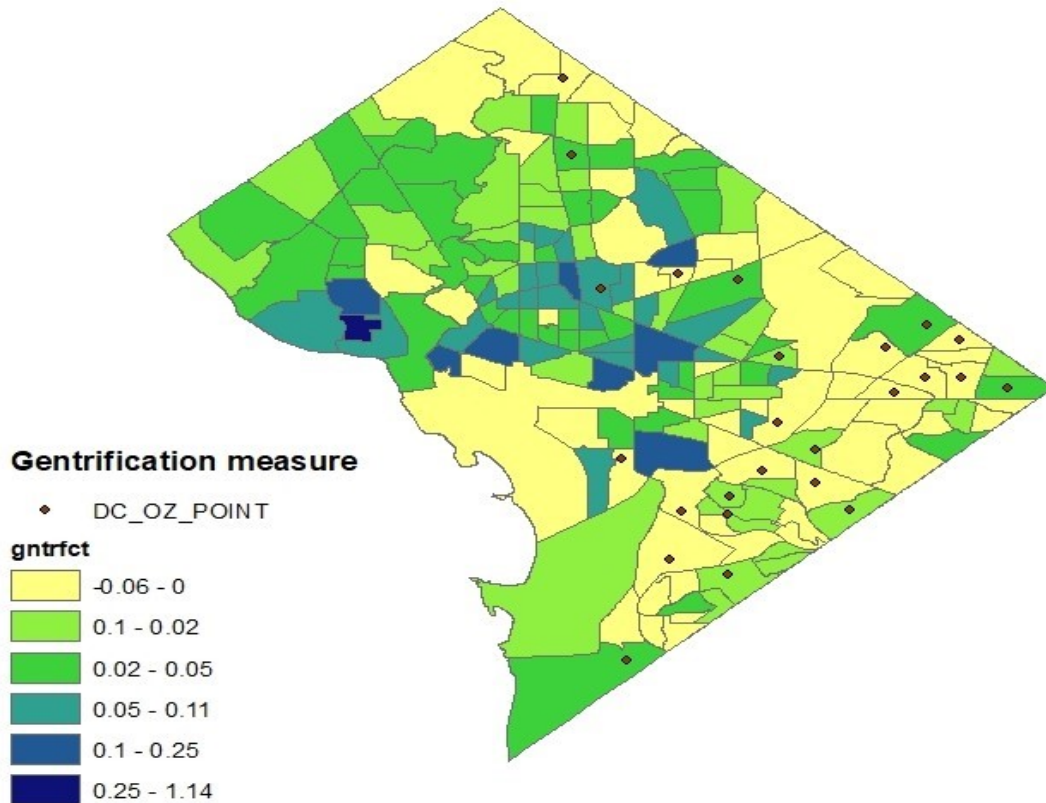 Gentrification measure
DC_OZ_POINT
gntrfct
-0.06 - 0
0.1 - 0.02
0.02 - 0.05
0.05 - 0.11
0.1 - 0.25
0.25 - 1.14